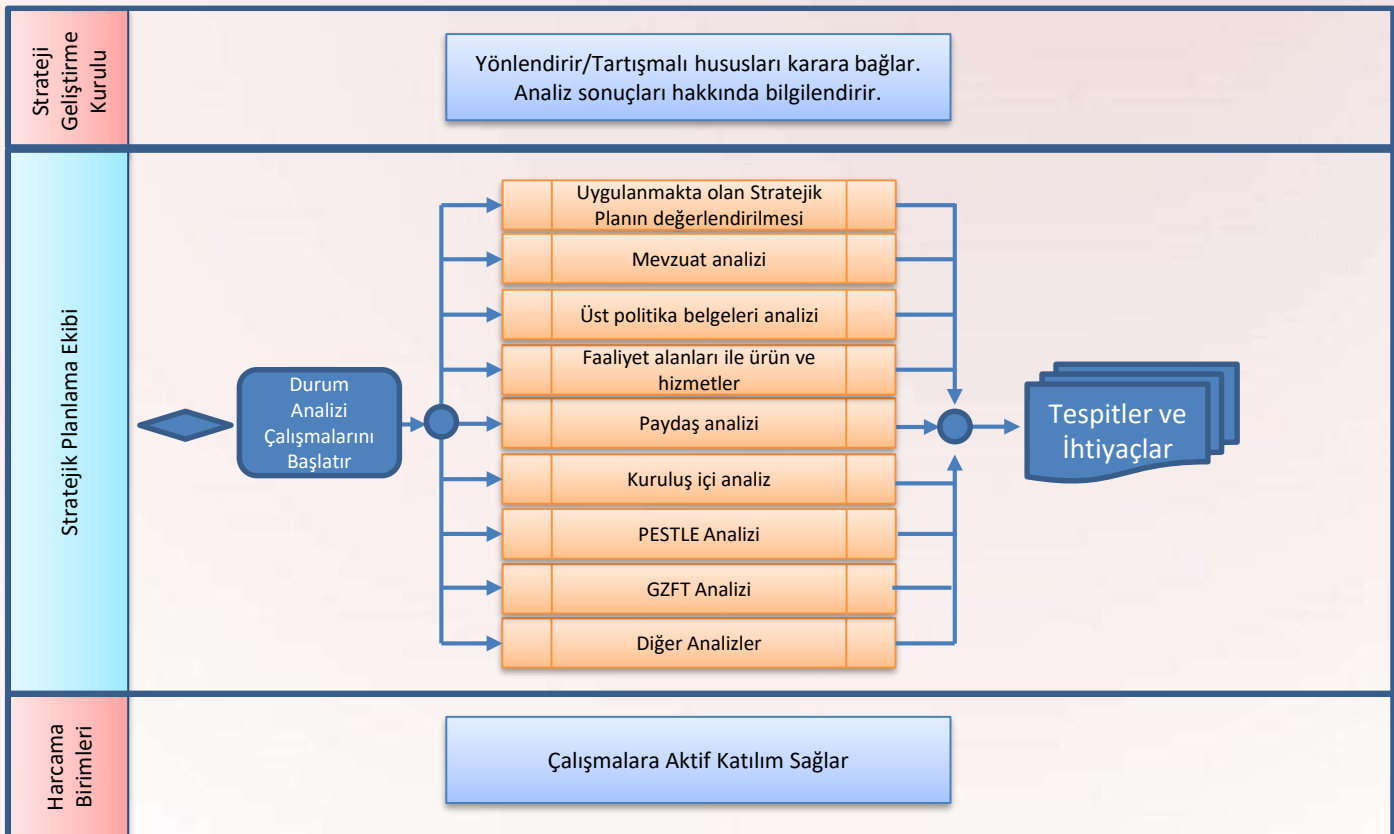 Strateji
Geliştirme
Kurulu
Yönlendirir/Tartışmalı hususları karara bağlar.
Analiz sonuçları hakkında bilgilendirir.
Stratejik Planlama Ekibi
Durum
Analizi
Çalışmalarını
Başlatır
Uygulanmakta olan Stratejik
Planın değerlendirilmesi
Mevzuat analizi
Üst politika belgeleri analizi
Faaliyet alanları ile ürün ve
hizmetler
Paydaş analizi
Kuruluş içi analiz
PESTLE Analizi
GZFT Analizi
Diğer Analizler
Tespitler ve
İhtiyaçlar
Harcama
Birimleri
Çalışmalara Aktif Katılım Sağlar